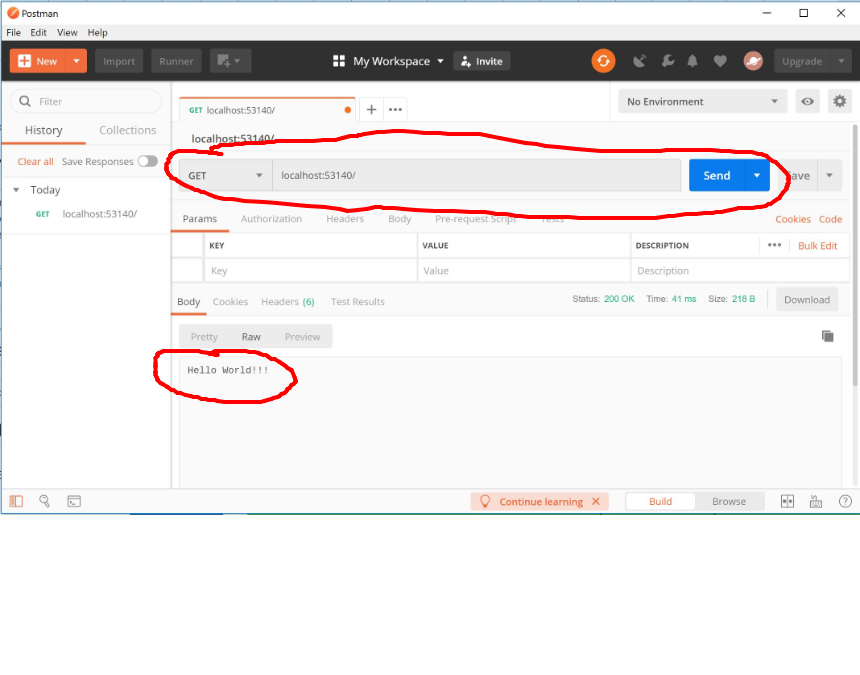 Postman
File Edit View Help
New Import Runner My Workspace Invite Upgrade
Filter
History Collections
Clear all Save Responses
Today
GET localhost:53140/
GET localhost:53140/ + ••• No Environment
localhost:53140/
GET localhost:53140/ Send ave
Params Authorization Headers Body Pre-request Script Tests Cookies Code
KEY VALUE DESCRIPTION ••• Bulk Edit
Key Value Description
Body Cookies Headers (6) Test Results Status: 200 OK Time: 41 ms Size: 218 B Download
Pretty Raw Preview
Hello World!!!
Continue learning Build Browse